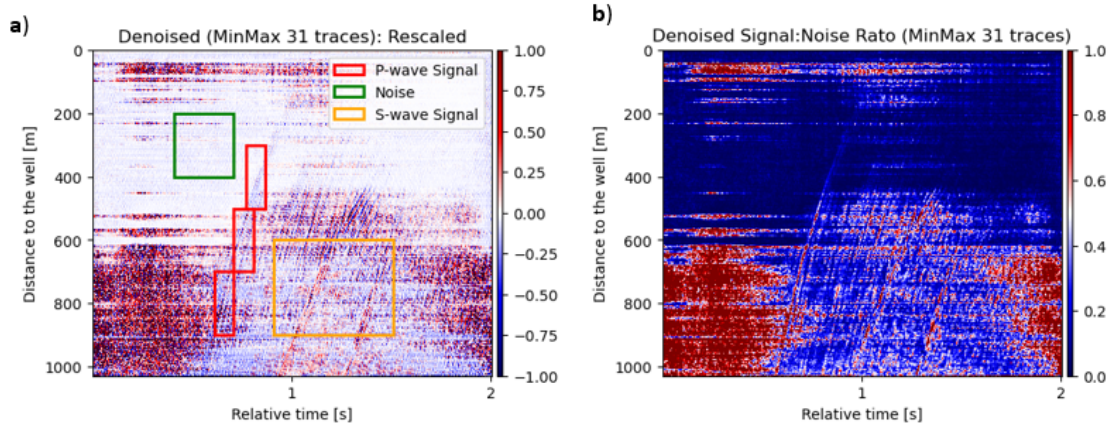 a)
Denoised (MinMax 31 traces): Rescaled
P-wave Signal
Noise
S-wave Signal
0
200
400
600
800
1000
Distance to the well [m]
1
2
Relative time [s]
1.00
0.75
0.50
0.25
0.00
−0.25
−0.50
−0.75
−1.00
b)
Denoised Signal:Noise Rato (MinMax 31 traces)
0
200
400
600
800
1000
Distance to the well [m]
1
2
Relative time [s]
1.0
0.8
0.6
0.4
0.2
0.0